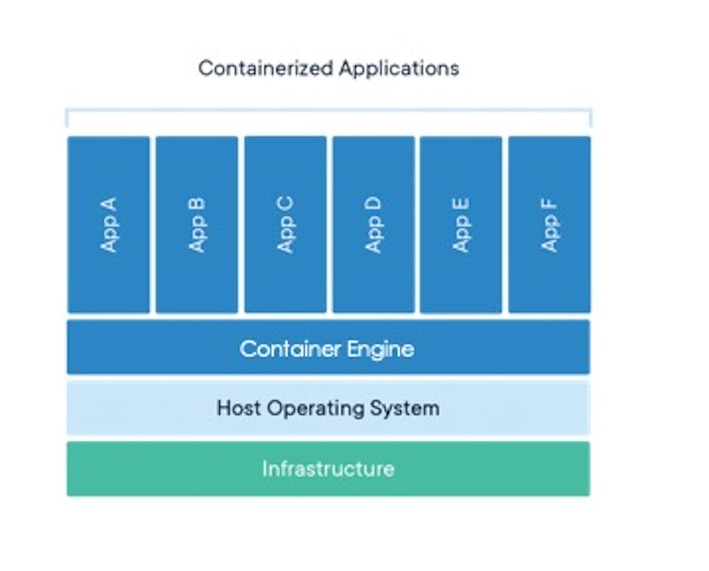 Containerized Applications
App A
App B
App C
App D
App E
App F
Container Engine
Host Operating System
Infrastructure